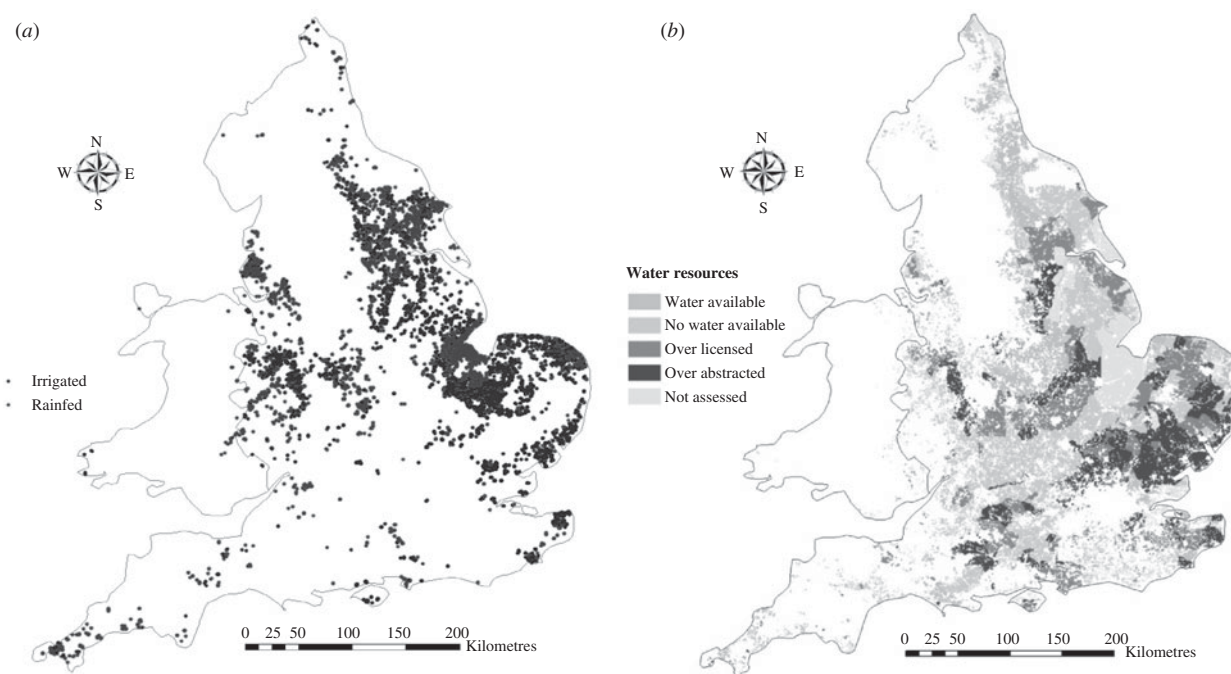 (a)
N
W E
S
Irrigated
Rainfed
0 25 50 100 150 200
Kilometres
(b)
N
W E
S
Water resources
Water available
No water available
Over licensed
Over abstracted
Not assessed
0 25 50 100 150 200
Kilometres